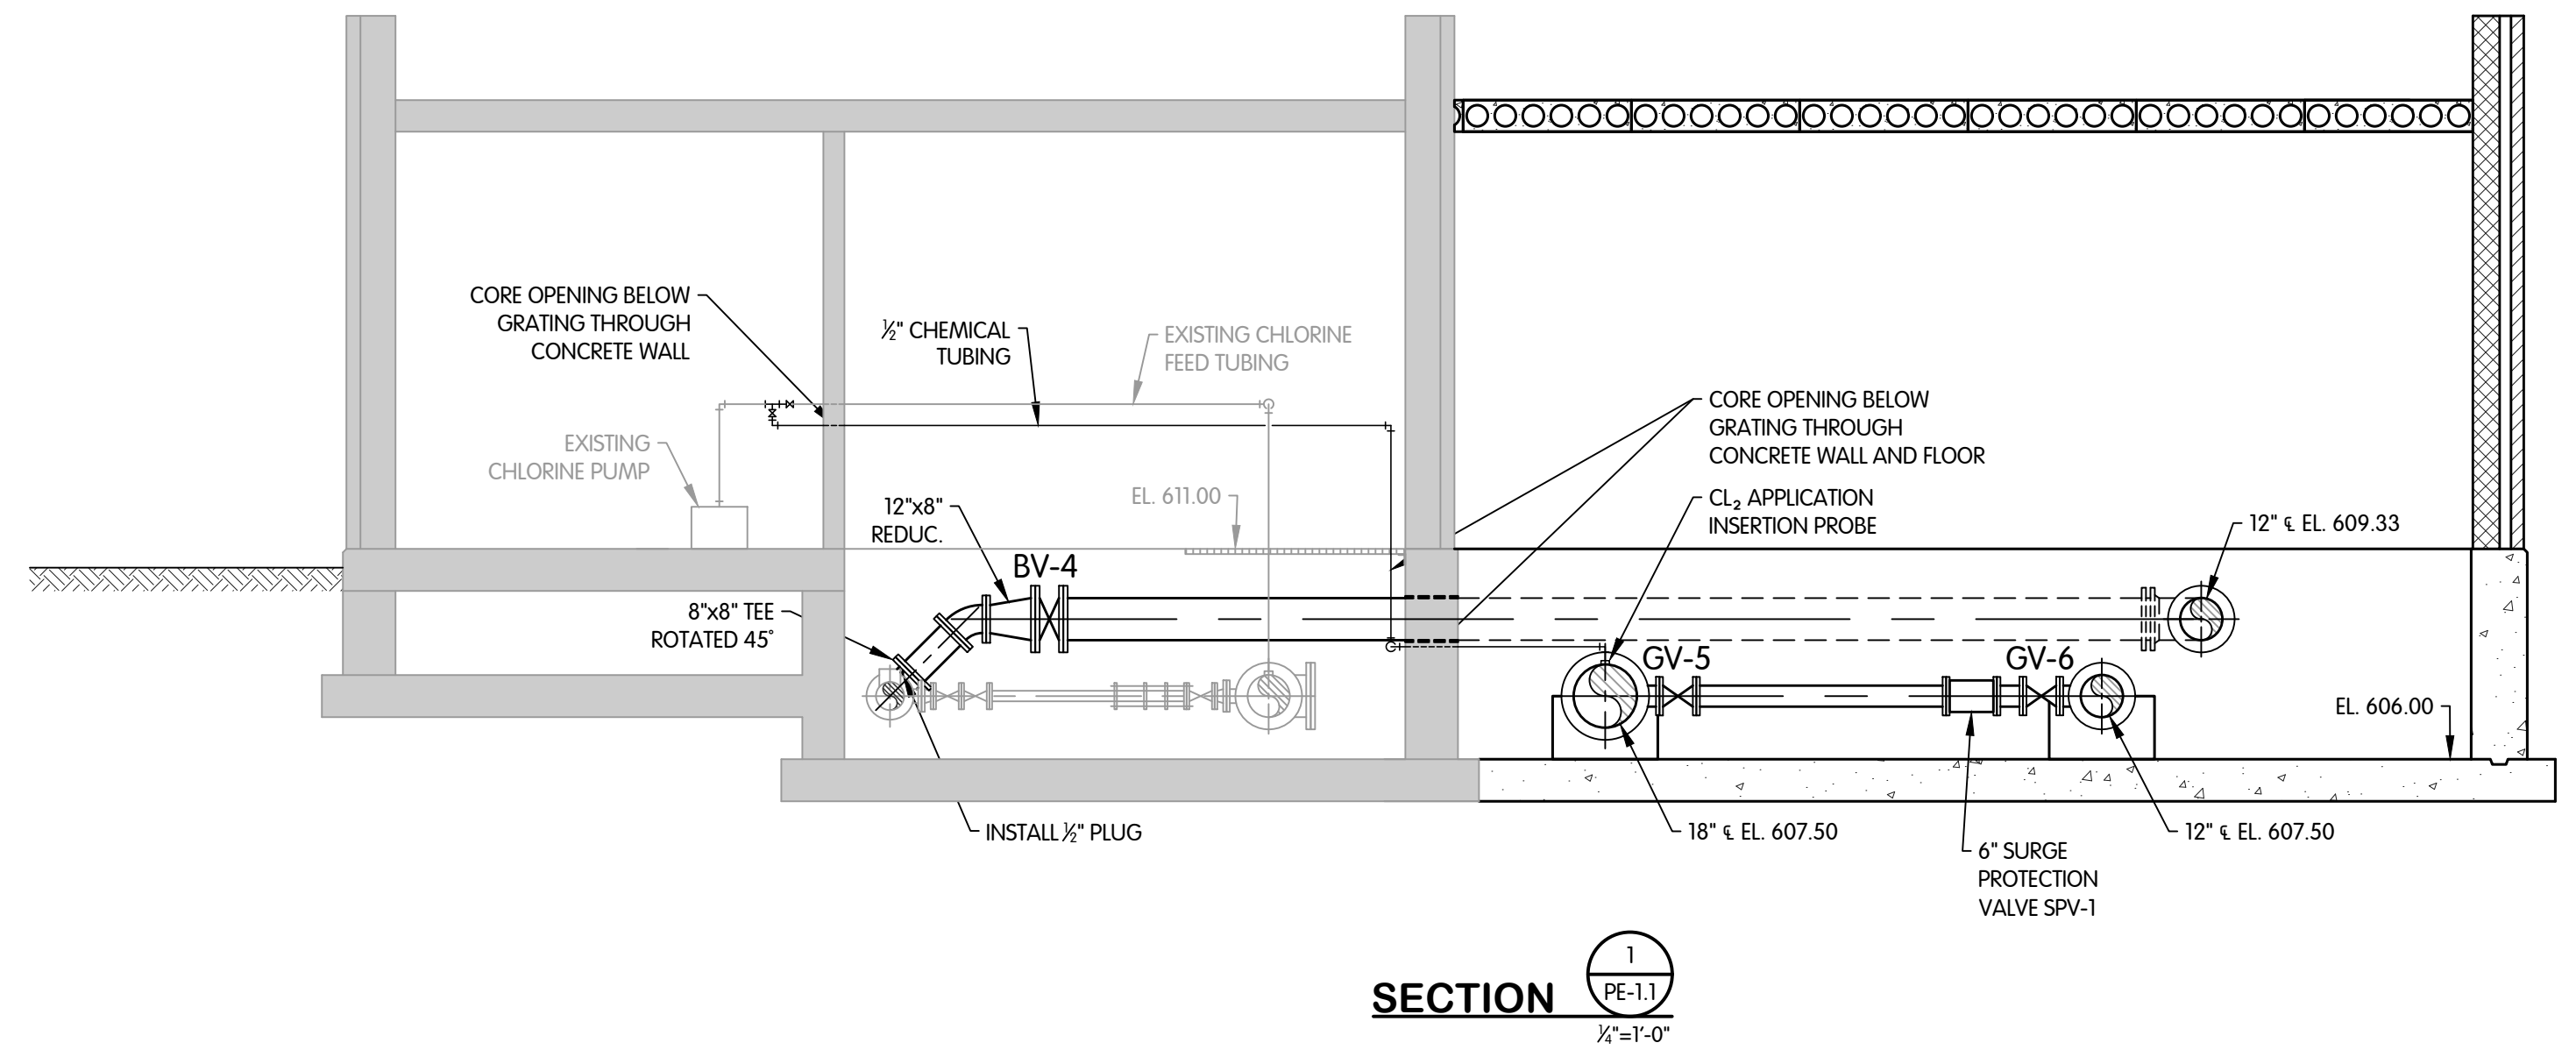 CORE OPENING BELOW
GRATING THROUGH
CONCRETE WALL
½" CHEMICAL
TUBING
EXISTING CHLORINE
FEED TUBING
EXISTING
CHLORINE PUMP
12"x8"
REDUC.
EL. 611.00
CORE OPENING BELOW
GRATING THROUGH
CONCRETE WALL AND FLOOR
CL₂ APPLICATION
INSERTION PROBE
12" ℄ EL. 609.33
BV-4
8"x8" TEE
ROTATED 45°
GV-5
GV-6
EL. 606.00
INSTALL ½" PLUG
18" ℄ EL. 607.50
12" ℄ EL. 607.50
6" SURGE
PROTECTION
VALVE SPV-1
SECTION
1
PE-1.1
¼"=1'-0"